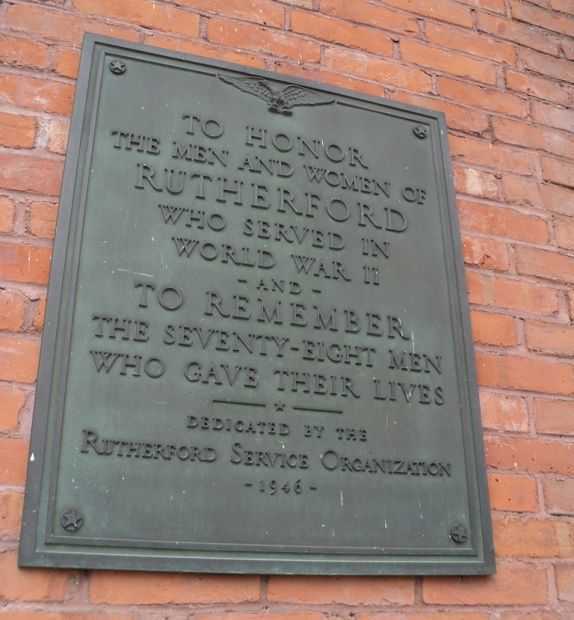 TO HONOR
THE MEN AND WOMEN OF
RUTHERFORD
WHO SERVED IN
WORLD WAR II
- AND -
TO REMEMBER
THE SEVENTY-EIGHT MEN
WHO GAVE THEIR LIVES
DEDICATED BY THE
RUTHERFORD SERVICE ORGANIZATION
- 1946 -